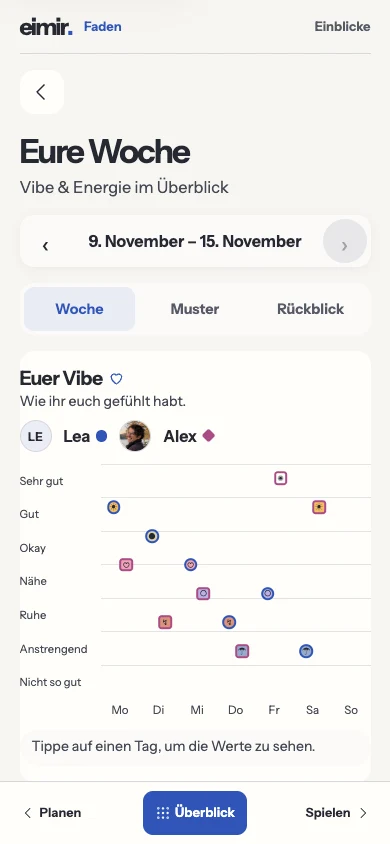 eimir. Faden Einblicke
Eure Woche
Vibe & Energie im Überblick
9. November – 15. November
Woche Muster Rückblick
Euer Vibe
Wie ihr euch gefühlt habt.
LE Lea Alex
Sehr gut
Gut
Okay
Nähe
Ruhe
Anstrengend
Nicht so gut
Mo Di Mi Do Fr Sa So
Tippe auf einen Tag, um die Werte zu sehen.
Planen Überblick Spielen